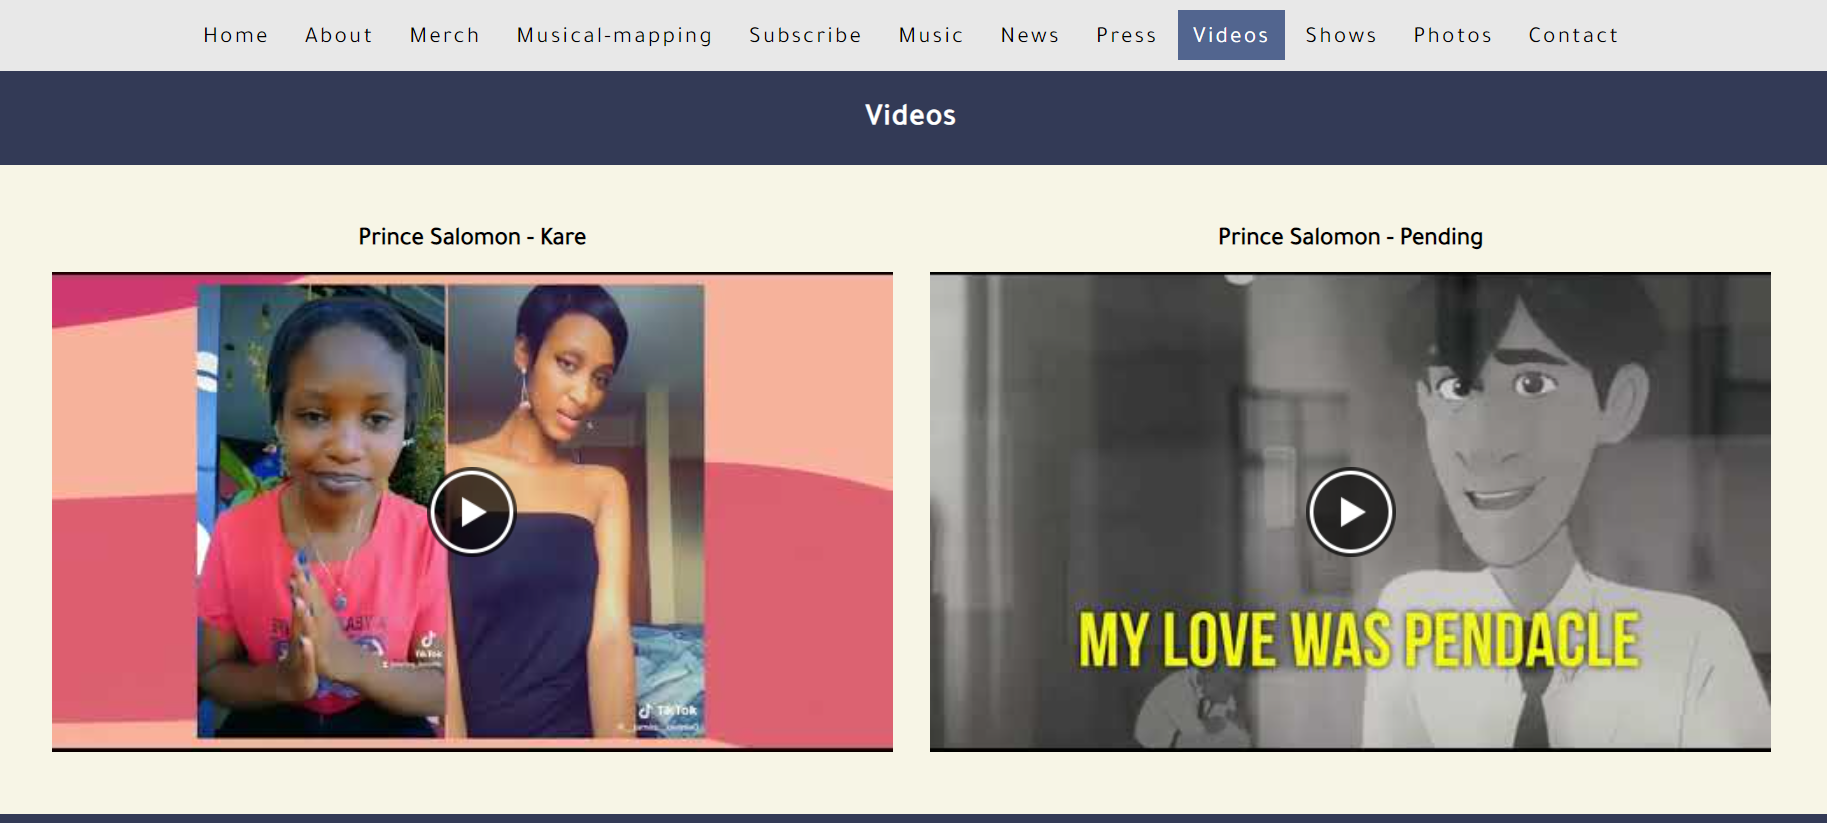 Home About Merch Musical-mapping Subscribe Music News Press Videos Shows Photos Contact
Videos
Prince Salomon - Kare
Prince Salomon - Pending
TikTok
TikTok
MY LOVE WAS PENDACLE